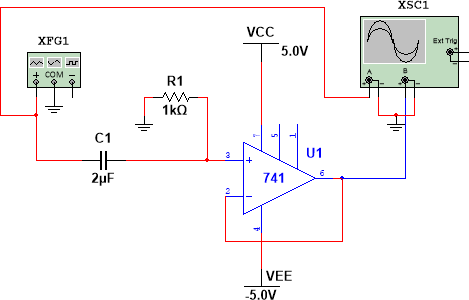 XSC1
XFG1
VCC
5.0V
Ext Trig
+
+
COM
−
A
B
R1
1kΩ
C1
2µF
U1
741
7
5
1
3
+
2
−
6
4
VEE
-5.0V